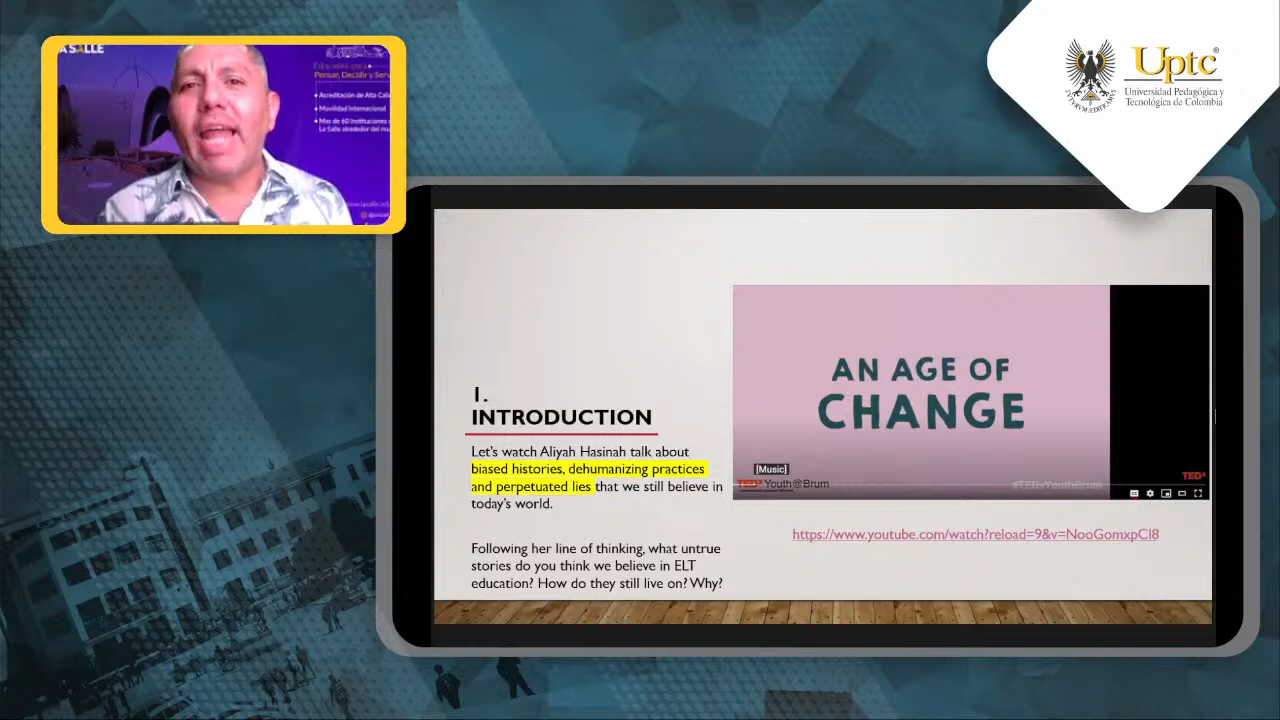 A SALLE
Pensar, Decidir y Serv
Acreditación de Alta Cali
Movilidad Internacional
Mas de 60 Instituciones
La Salle alrededor del mu
Uptc®
Universidad Pedagógica y
Tecnológica de Colombia
1.
INTRODUCTION
Let's watch Aliyah Hasinah talk about
biased histories, dehumanizing practices
and perpetuated lies that we still believe in
today's world.
Following her line of thinking, what untrue
stories do you think we believe in ELT
education? How do they still live on? Why?
AN AGE OF
CHANGE
[Music]
TEDx Youth@Brum
#TEDxYouthBrum
TEDx
https://www.youtube.com/watch?reload=9&v=NooGomxpCI8